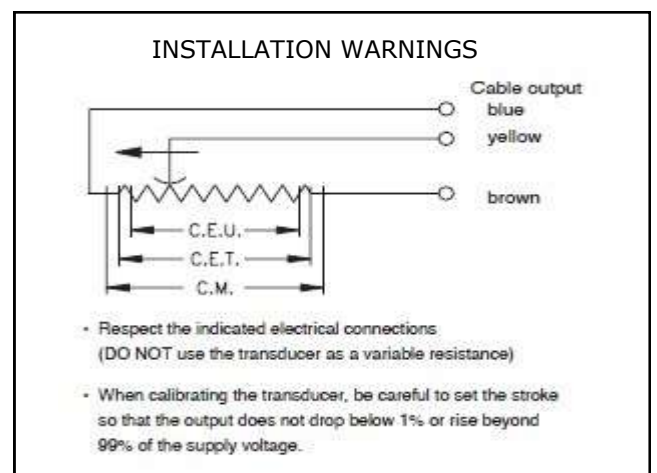 INSTALLATION WARNINGS
Cable output
blue
yellow
brown
C.E.U.
C.E.T.
C.M.
• Respect the indicated electrical connections
(DO NOT use the transducer as a variable resistance)
• When calibrating the transducer, be careful to set the stroke
so that the output does not drop below 1% or rise beyond
99% of the supply voltage.